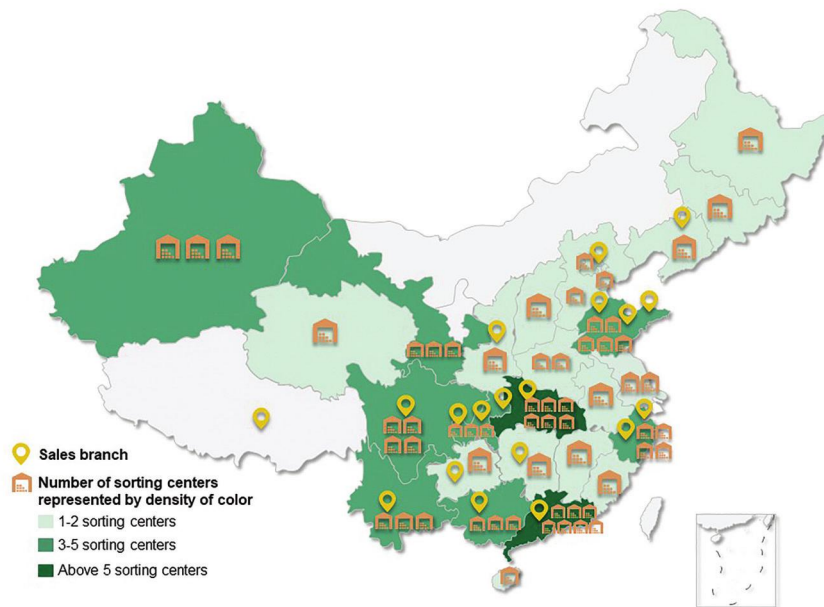 Sales branch
Number of sorting centers
represented by density of color
1-2 sorting centers
3-5 sorting centers
Above 5 sorting centers